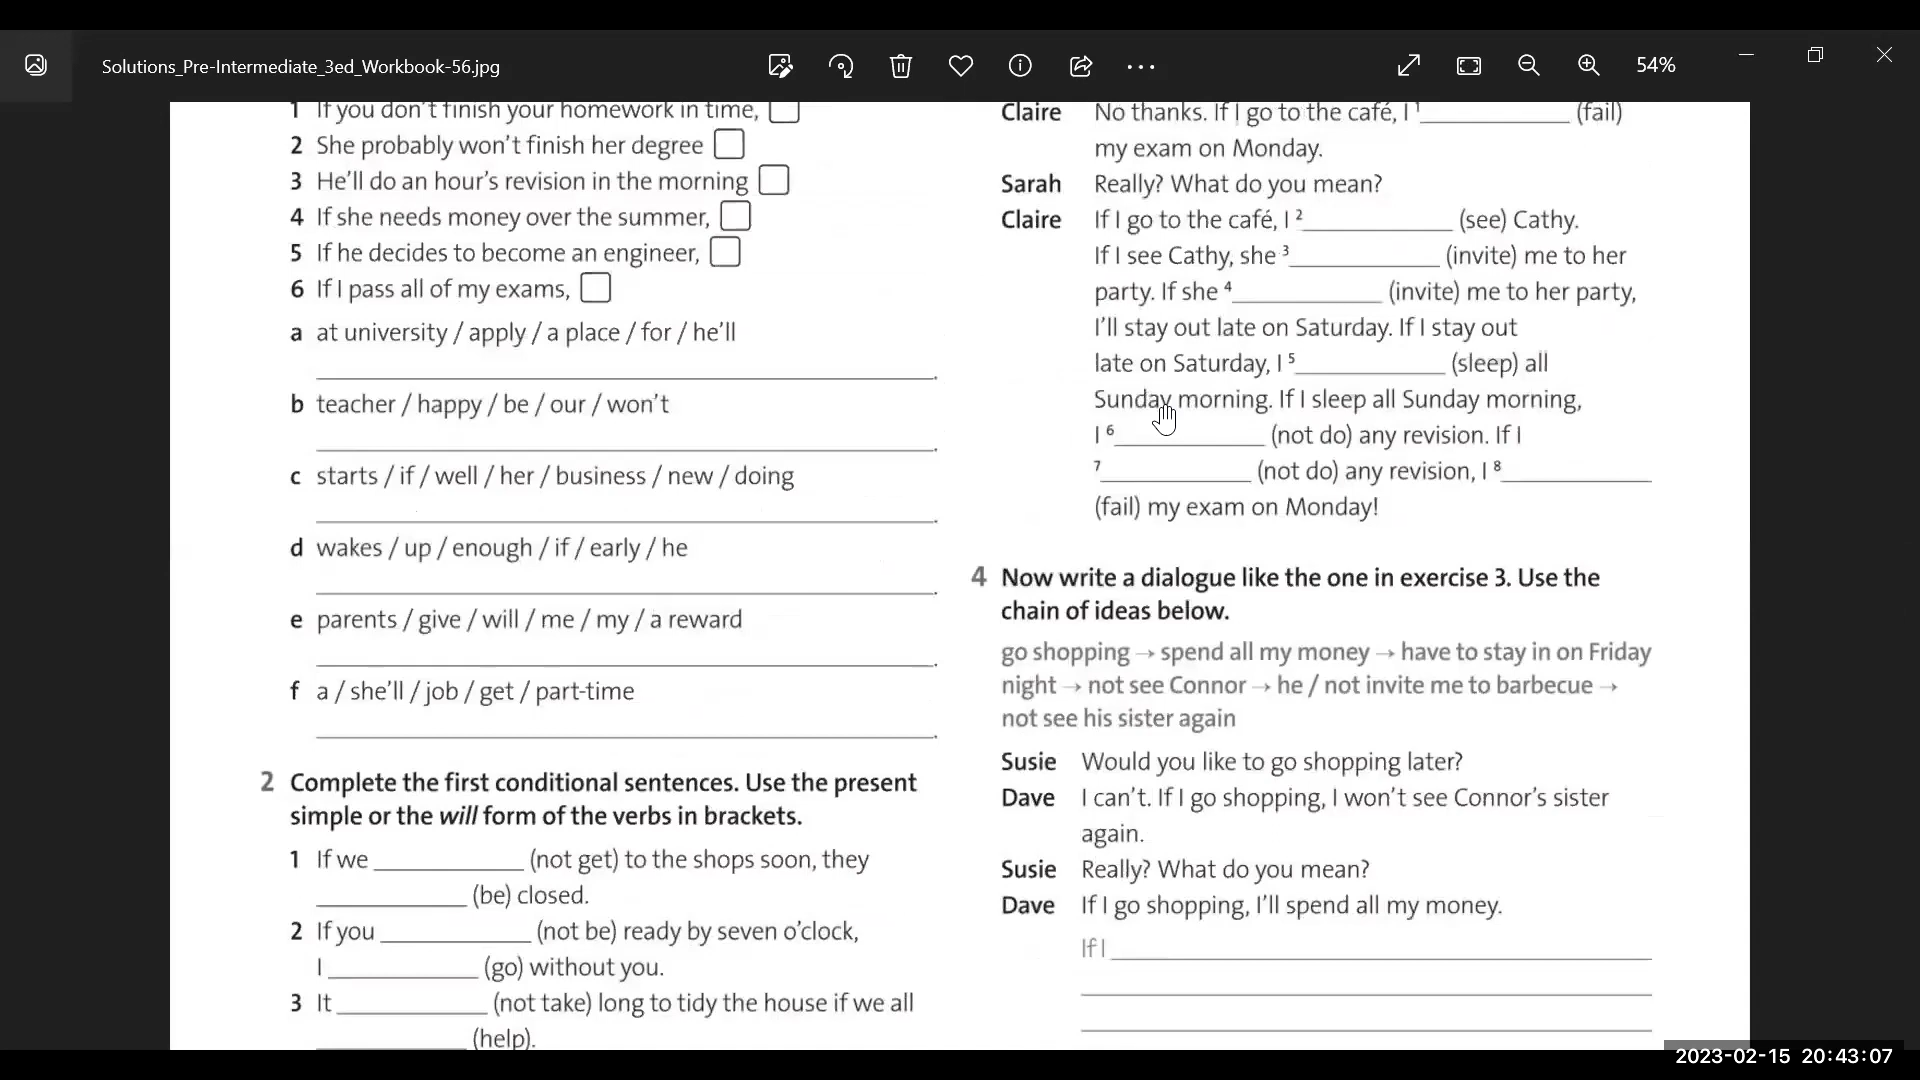 Solutions_Pre-Intermediate_3ed_Workbook-56.jpg
54%
1 If you don't finish your homework in time,
2 She probably won't finish her degree
3 He'll do an hour's revision in the morning
4 If she needs money over the summer,
5 If he decides to become an engineer,
6 If I pass all of my exams,
a at university / apply / a place / for / he'll
b teacher / happy / be / our / won't
c starts / if / well / her / business / new / doing
d wakes / up / enough / if / early / he
e parents / give / will / me / my / a reward
f a / she'll / job / get / part-time
2 Complete the first conditional sentences. Use the present
simple or the will form of the verbs in brackets.
1 If we ____________ (not get) to the shops soon, they
____________ (be) closed.
2 If you ____________ (not be) ready by seven o'clock,
I ____________ (go) without you.
3 It ____________ (not take) long to tidy the house if we all
____________ (help).
Claire No thanks. If I go to the café, I ¹____________ (fail)
my exam on Monday.
Sarah Really? What do you mean?
Claire If I go to the café, I ²____________ (see) Cathy.
If I see Cathy, she ³____________ (invite) me to her
party. If she ⁴____________ (invite) me to her party,
I'll stay out late on Saturday. If I stay out
late on Saturday, I ⁵____________ (sleep) all
Sunday morning. If I sleep all Sunday morning,
I ⁶____________ (not do) any revision. If I
⁷____________ (not do) any revision, I ⁸____________
(fail) my exam on Monday!
4 Now write a dialogue like the one in exercise 3. Use the
chain of ideas below.
go shopping → spend all my money → have to stay in on Friday
night → not see Connor → he / not invite me to barbecue →
not see his sister again
Susie Would you like to go shopping later?
Dave I can't. If I go shopping, I won't see Connor's sister
again.
Susie Really? What do you mean?
Dave If I go shopping, I'll spend all my money.
If I ____________
2023-02-15 20:43:07